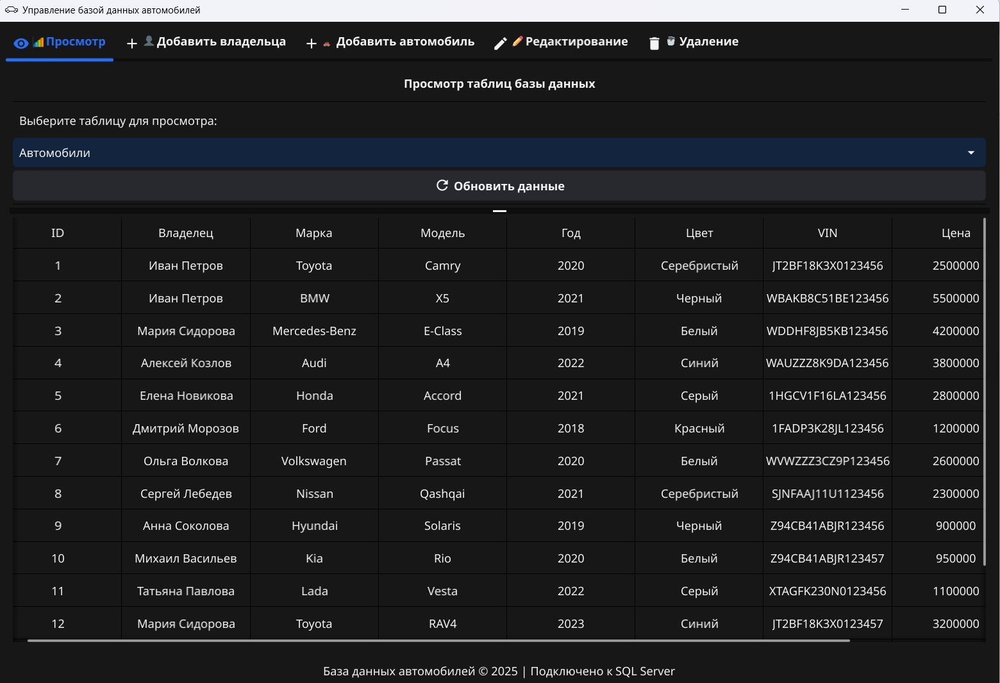 Управление базой данных автомобилей
Просмотр Добавить владельца Добавить автомобиль Редактирование Удаление
Просмотр таблиц базы данных
Выберите таблицу для просмотра:
Автомобили
Обновить данные
ID Владелец Марка Модель Год Цвет VIN Цена
1 Иван Петров Toyota Camry 2020 Серебристый JT2BF18K3X0123456 2500000
2 Иван Петров BMW X5 2021 Черный WBAKB8C51BE123456 5500000
3 Мария Сидорова Mercedes-Benz E-Class 2019 Белый WDDHF8JB5KB123456 4200000
4 Алексей Козлов Audi A4 2022 Синий WAUZZZ8K9DA123456 3800000
5 Елена Новикова Honda Accord 2021 Серый 1HGCV1F16LA123456 2800000
6 Дмитрий Морозов Ford Focus 2018 Красный 1FADP3K28JL123456 1200000
7 Ольга Волкова Volkswagen Passat 2020 Белый WVWZZZ3CZ9P123456 2600000
8 Сергей Лебедев Nissan Qashqai 2021 Серебристый SJNFAAJ11U1123456 2300000
9 Анна Соколова Hyundai Solaris 2019 Черный Z94CB41ABJR123456 900000
10 Михаил Васильев Kia Rio 2020 Белый Z94CB41ABJR123457 950000
11 Татьяна Павлова Lada Vesta 2022 Серый XTAGFK230N0123456 1100000
12 Мария Сидорова Toyota RAV4 2023 Синий JT2BF18K3X0123457 3200000
База данных автомобилей © 2025 | Подключено к SQL Server